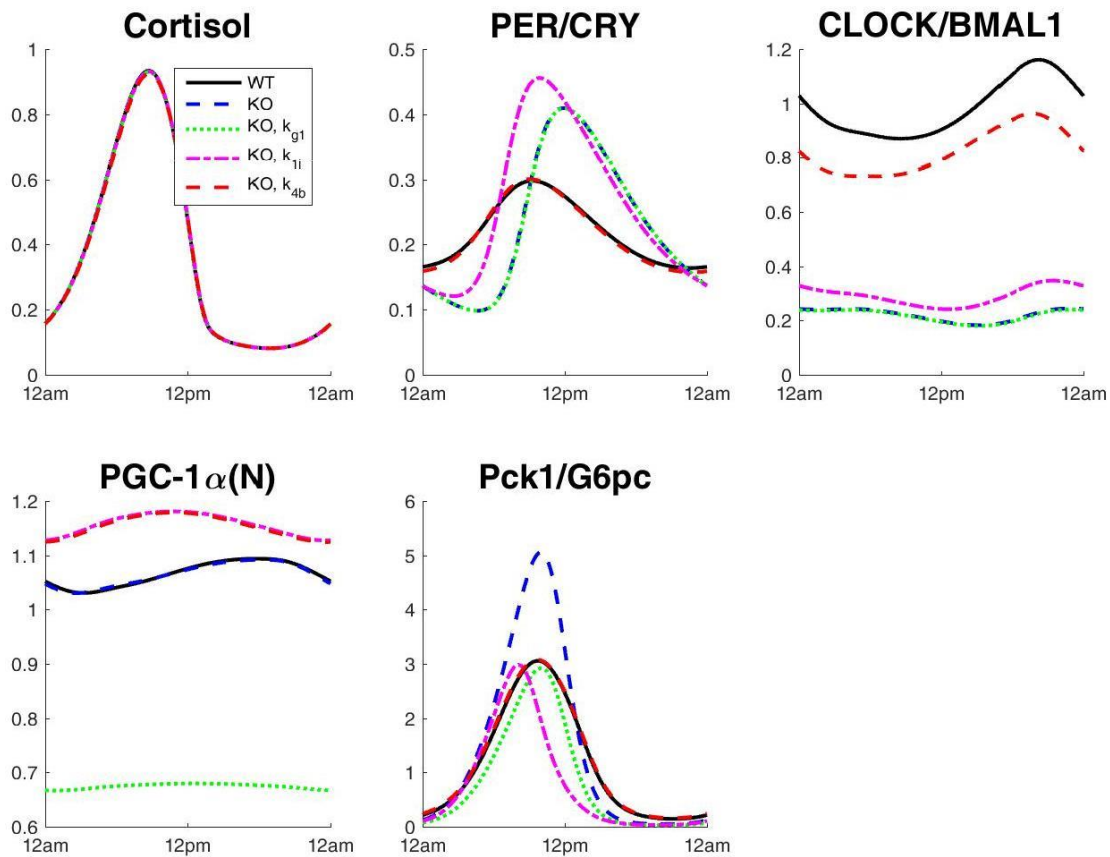 Cortisol
1
0.8
0.6
0.4
0.2
0
12am 12pm 12am
WT
KO
KO, kg1
KO, k1i
KO, k4b
PER/CRY
0.5
0.4
0.3
0.2
0.1
0
12am 12pm 12am
CLOCK/BMAL1
1.2
1
0.8
0.6
0.4
0.2
0
12am 12pm 12am
PGC-1α(N)
1.2
1.1
1
0.9
0.8
0.7
0.6
12am 12pm 12am
Pck1/G6pc
6
5
4
3
2
1
0
12am 12pm 12am